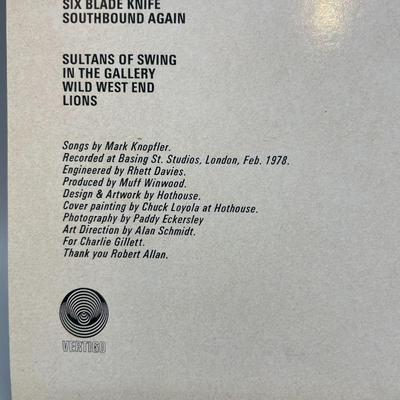 SIX BLADE KNIFE
SOUTHBOUND AGAIN
SULTANS OF SWING
IN THE GALLERY
WILD WEST END
LIONS
Songs by Mark Knopfler.
Recorded at Basing St. Studios, London, Feb. 1978.
Engineered by Rhett Davies.
Produced by Muff Winwood.
Design & Artwork by Hothouse.
Cover painting by Chuck Loyola at Hothouse.
Photography by Paddy Eckersley
Art Direction by Alan Schmidt.
For Charlie Gillett.
Thank you Robert Allan.
VERTIGO